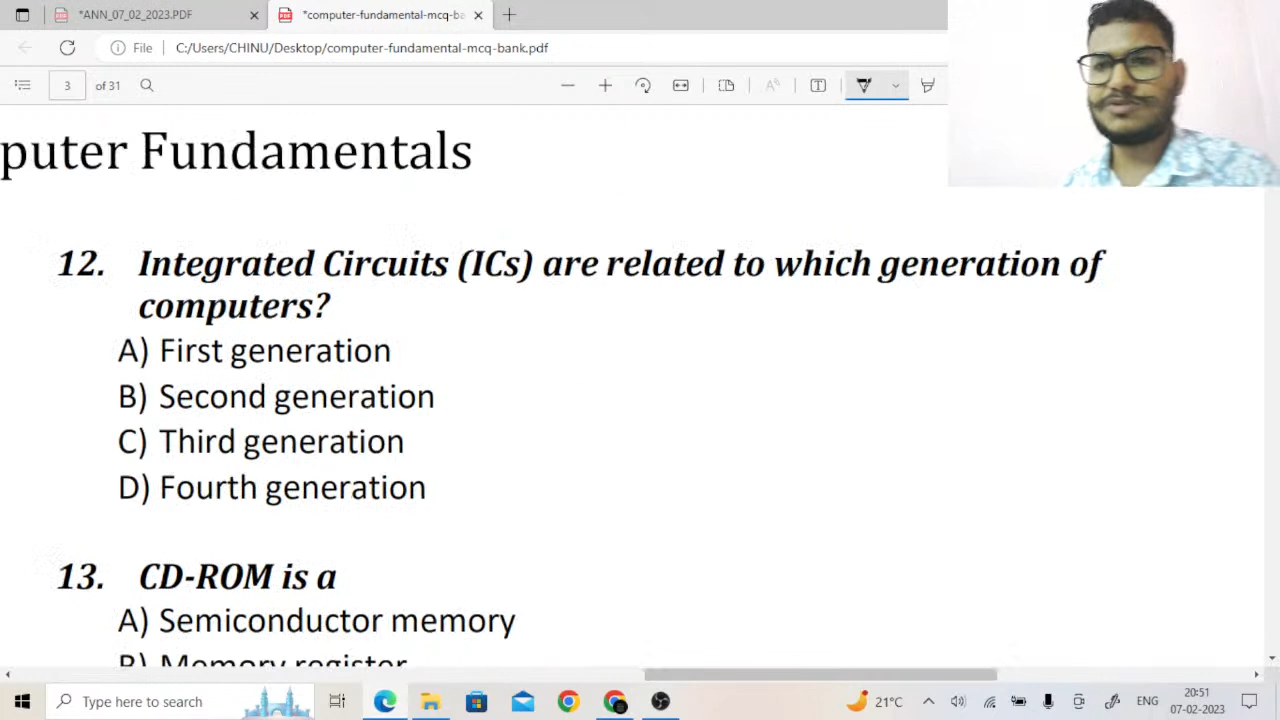 *ANN_07_02_2023.PDF
*computer-fundamental-mcq-ba
File C:/Users/CHINU/Desktop/computer-fundamental-mcq-bank.pdf
3 of 31
puter Fundamentals
12. Integrated Circuits (ICs) are related to which generation of
computers?
A) First generation
B) Second generation
C) Third generation
D) Fourth generation
13. CD-ROM is a
A) Semiconductor memory
B) Memory register
Type here to search
21°C
ENG
20:51
07-02-2023